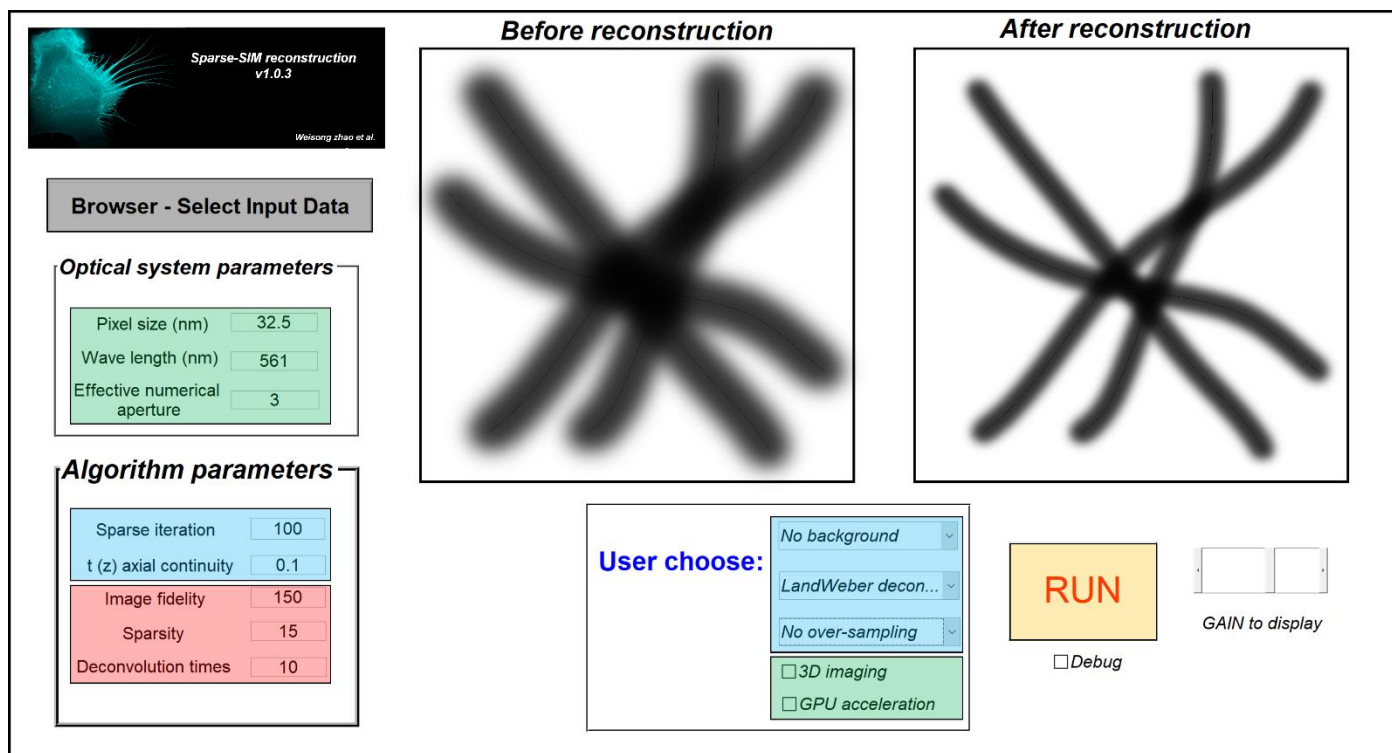 Sparse-SIM reconstruction
v1.0.3
Weisong zhao et al.
Before reconstruction
After reconstruction
Browser - Select Input Data
Optical system parameters
Pixel size (nm) 32.5
Wave length (nm) 561
Effective numerical
aperture 3
Algorithm parameters
Sparse iteration 100
t (z) axial continuity 0.1
Image fidelity 150
Sparsity 15
Deconvolution times 10
User choose:
No background
LandWeber decon...
No over-sampling
3D imaging
GPU acceleration
RUN
Debug
GAIN to display